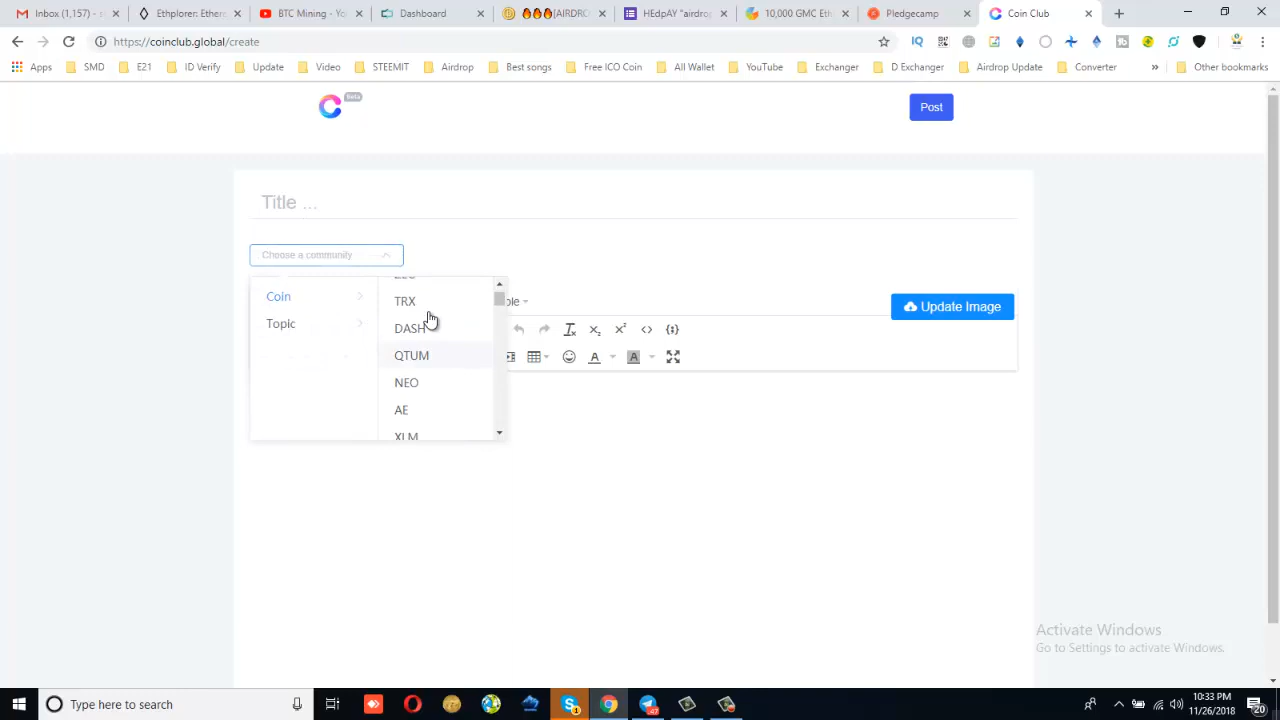 Inbox (1,157) - s
Ethplorer: Ethere
BTC Mining - Yo
Dashboard
[AIRDRO
HEdpAY "airdrop
10,000 GMC Eth
Pledgecamp
Coin Club
https://coinclub.global/create
Apps
SMD
E21
ID Verify
Update
Video
STEEMIT
Airdrop
Best songs
Free ICO Coin
All Wallet
YouTube
Exchanger
D Exchanger
Airdrop Update
Converter
»
Other bookmarks
Beta
Post
Title ...
Choose a community
Coin
Topic
TRX
DASH
QTUM
NEO
AE
XLM
Update Image
Activate Windows
Go to Settings to activate Windows.
Type here to search
10:33 PM
11/26/2018